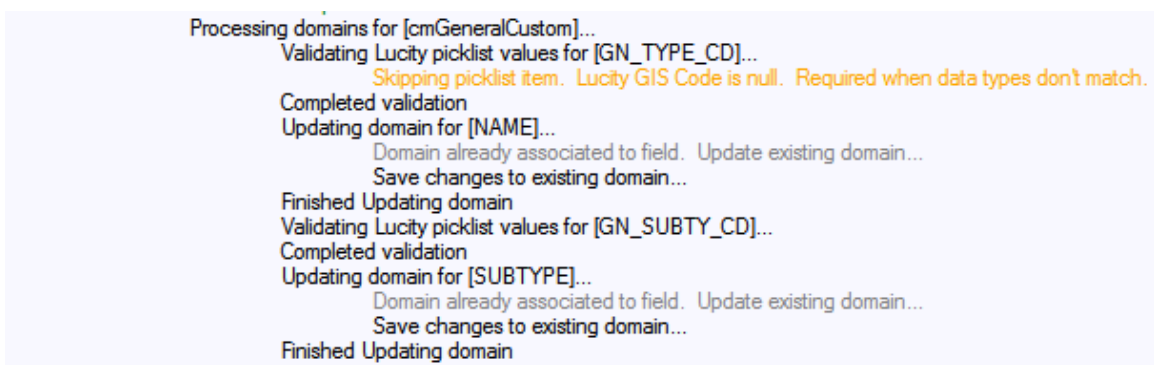 Processing domains for [cmGeneralCustom]...
Validating Lucity picklist values for [GN_TYPE_CD]...
Skipping picklist item.  Lucity GIS Code is null.  Required when data types don't match.
Completed validation
Updating domain for [NAME]...
Domain already associated to field.  Update existing domain...
Save changes to existing domain...
Finished Updating domain
Validating Lucity picklist values for [GN_SUBTY_CD]...
Completed validation
Updating domain for [SUBTYPE]...
Domain already associated to field.  Update existing domain...
Save changes to existing domain...
Finished Updating domain